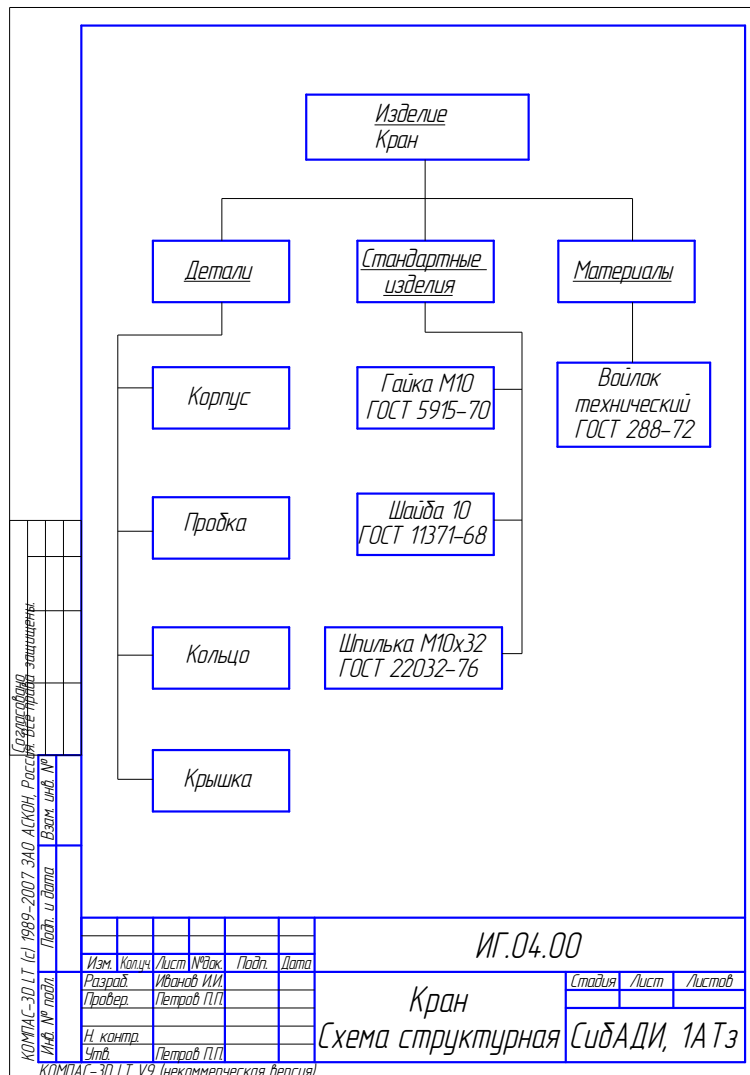 Изделие
Кран
Детали
Стандартные
изделия
Материалы
Корпус
Гайка М10
ГОСТ 5915-70
Войлок
технический
ГОСТ 288-72
Пробка
Шайба 10
ГОСТ 11371-68
Кольцо
Шпилька М10х32
ГОСТ 22032-76
Крышка
Согласовано
КОМПАС-3D LT (c) 1989-2007 ЗАО АСКОН, Россия. Все права защищены.
Взам. инв. №
Подп. и дата
Инв. № подл.
ИГ.04.00
Изм. Кол.уч. Лист №док. Подп. Дата
Разраб. Иванов И.И.
Провер. Петров П.П.
Н. контр.
Утв. Петров П.П.
Кран
Схема структурная
Стадия Лист Листов
СибАДИ, 1АТз
КОМПАС-3D LT V9 (некоммерческая версия)